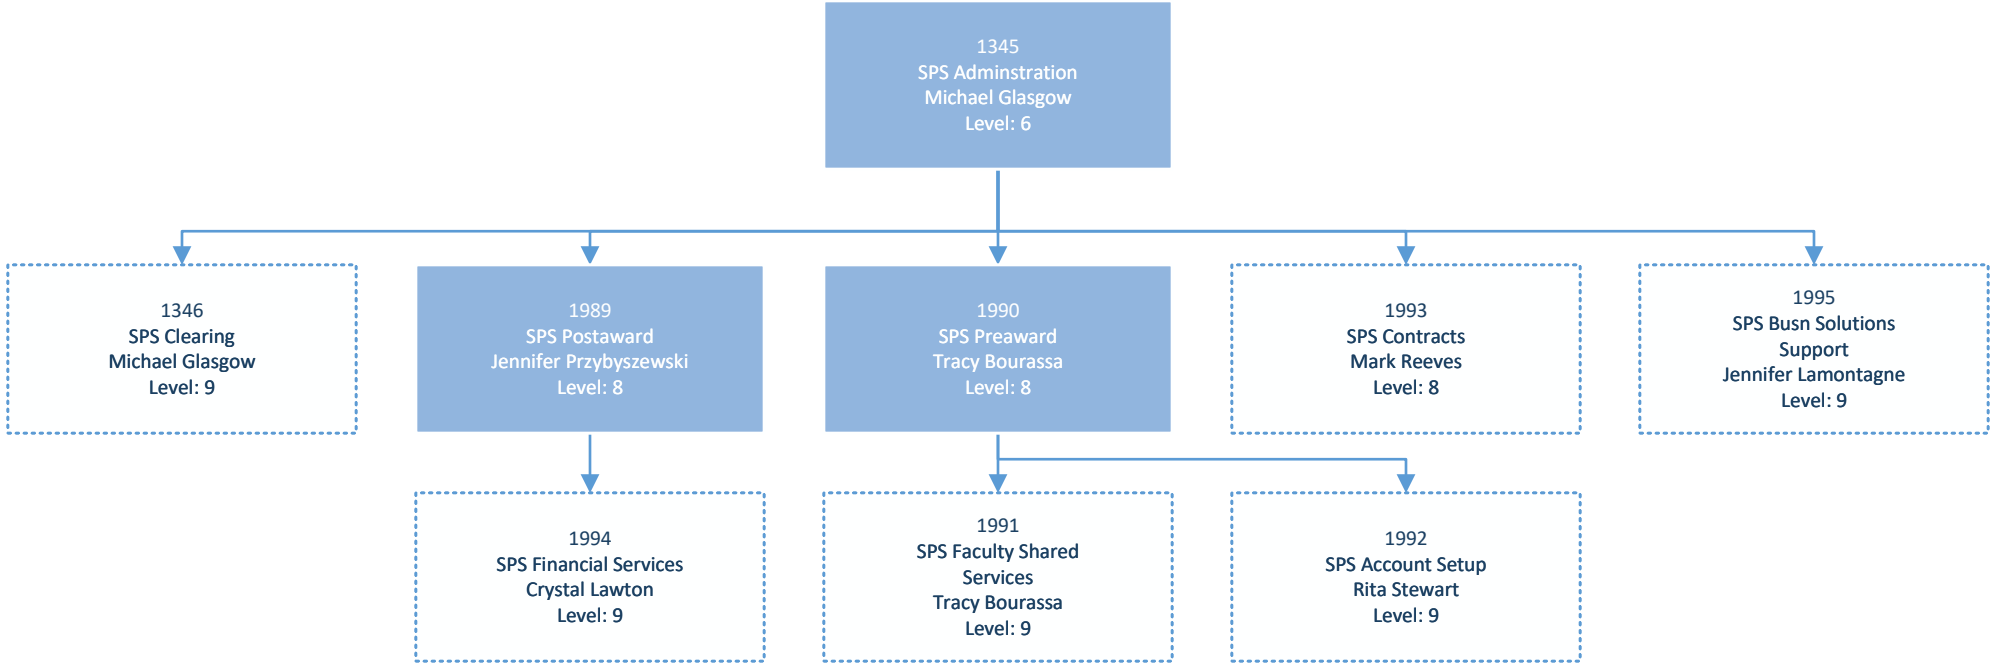 1345
SPS Adminstration
Michael Glasgow
Level: 6
1346
SPS Clearing
Michael Glasgow
Level: 9
1989
SPS Postaward
Jennifer Przybyszewski
Level: 8
1990
SPS Preaward
Tracy Bourassa
Level: 8
1993
SPS Contracts
Mark Reeves
Level: 8
1995
SPS Busn Solutions
Support
Jennifer Lamontagne
Level: 9
1994
SPS Financial Services
Crystal Lawton
Level: 9
1991
SPS Faculty Shared
Services
Tracy Bourassa
Level: 9
1992
SPS Account Setup
Rita Stewart
Level: 9